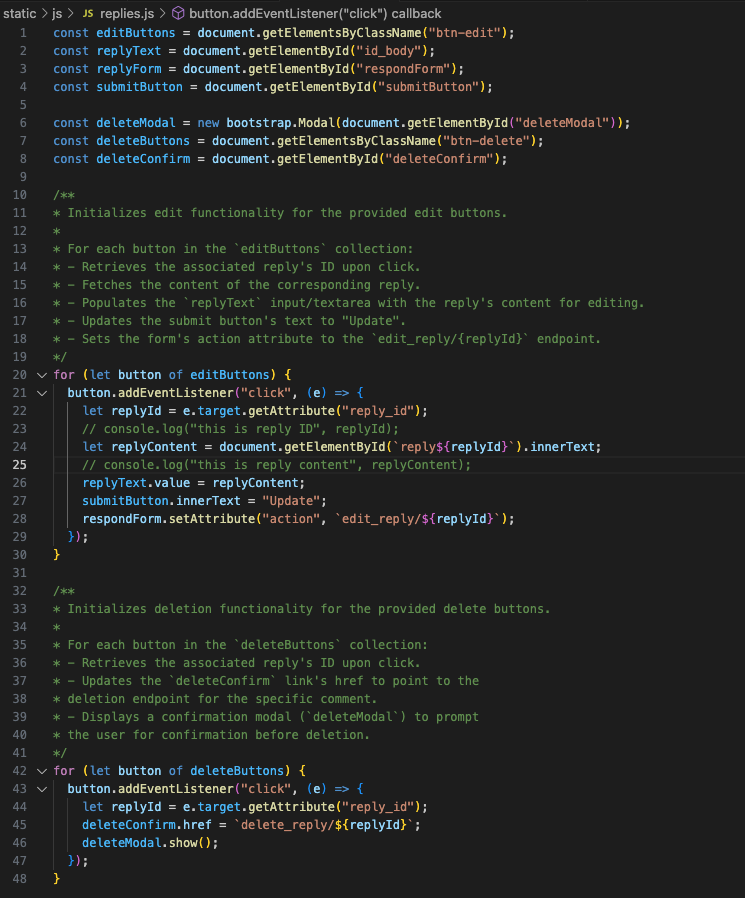 static > js > JS replies.js > button.addEventListener("click") callback
1 const editButtons = document.getElementsByClassName("btn-edit");
2 const replyText = document.getElementById("id_body");
3 const replyForm = document.getElementById("respondForm");
4 const submitButton = document.getElementById("submitButton");
5
6 const deleteModal = new bootstrap.Modal(document.getElementById("deleteModal"));
7 const deleteButtons = document.getElementsByClassName("btn-delete");
8 const deleteConfirm = document.getElementById("deleteConfirm");
9
10 /**
11 * Initializes edit functionality for the provided edit buttons.
12 *
13 * For each button in the `editButtons` collection:
14 * - Retrieves the associated reply's ID upon click.
15 * - Fetches the content of the corresponding reply.
16 * - Populates the `replyText` input/textarea with the reply's content for editing.
17 * - Updates the submit button's text to "Update".
18 * - Sets the form's action attribute to the `edit_reply/{replyId}` endpoint.
19 */
20 for (let button of editButtons) {
21   button.addEventListener("click", (e) => {
22     let replyId = e.target.getAttribute("reply_id");
23     // console.log("this is reply ID", replyId);
24     let replyContent = document.getElementById(`reply${replyId}`).innerText;
25     // console.log("this is reply content", replyContent);
26     replyText.value = replyContent;
27     submitButton.innerText = "Update";
28     respondForm.setAttribute("action", `edit_reply/${replyId}`);
29   });
30 }
31
32 /**
33 * Initializes deletion functionality for the provided delete buttons.
34 *
35 * For each button in the `deleteButtons` collection:
36 * - Retrieves the associated reply's ID upon click.
37 * - Updates the `deleteConfirm` link's href to point to the
38 * deletion endpoint for the specific comment.
39 * - Displays a confirmation modal (`deleteModal`) to prompt
40 * the user for confirmation before deletion.
41 */
42 for (let button of deleteButtons) {
43   button.addEventListener("click", (e) => {
44     let replyId = e.target.getAttribute("reply_id");
45     deleteConfirm.href = `delete_reply/${replyId}`;
46     deleteModal.show();
47   });
48 }